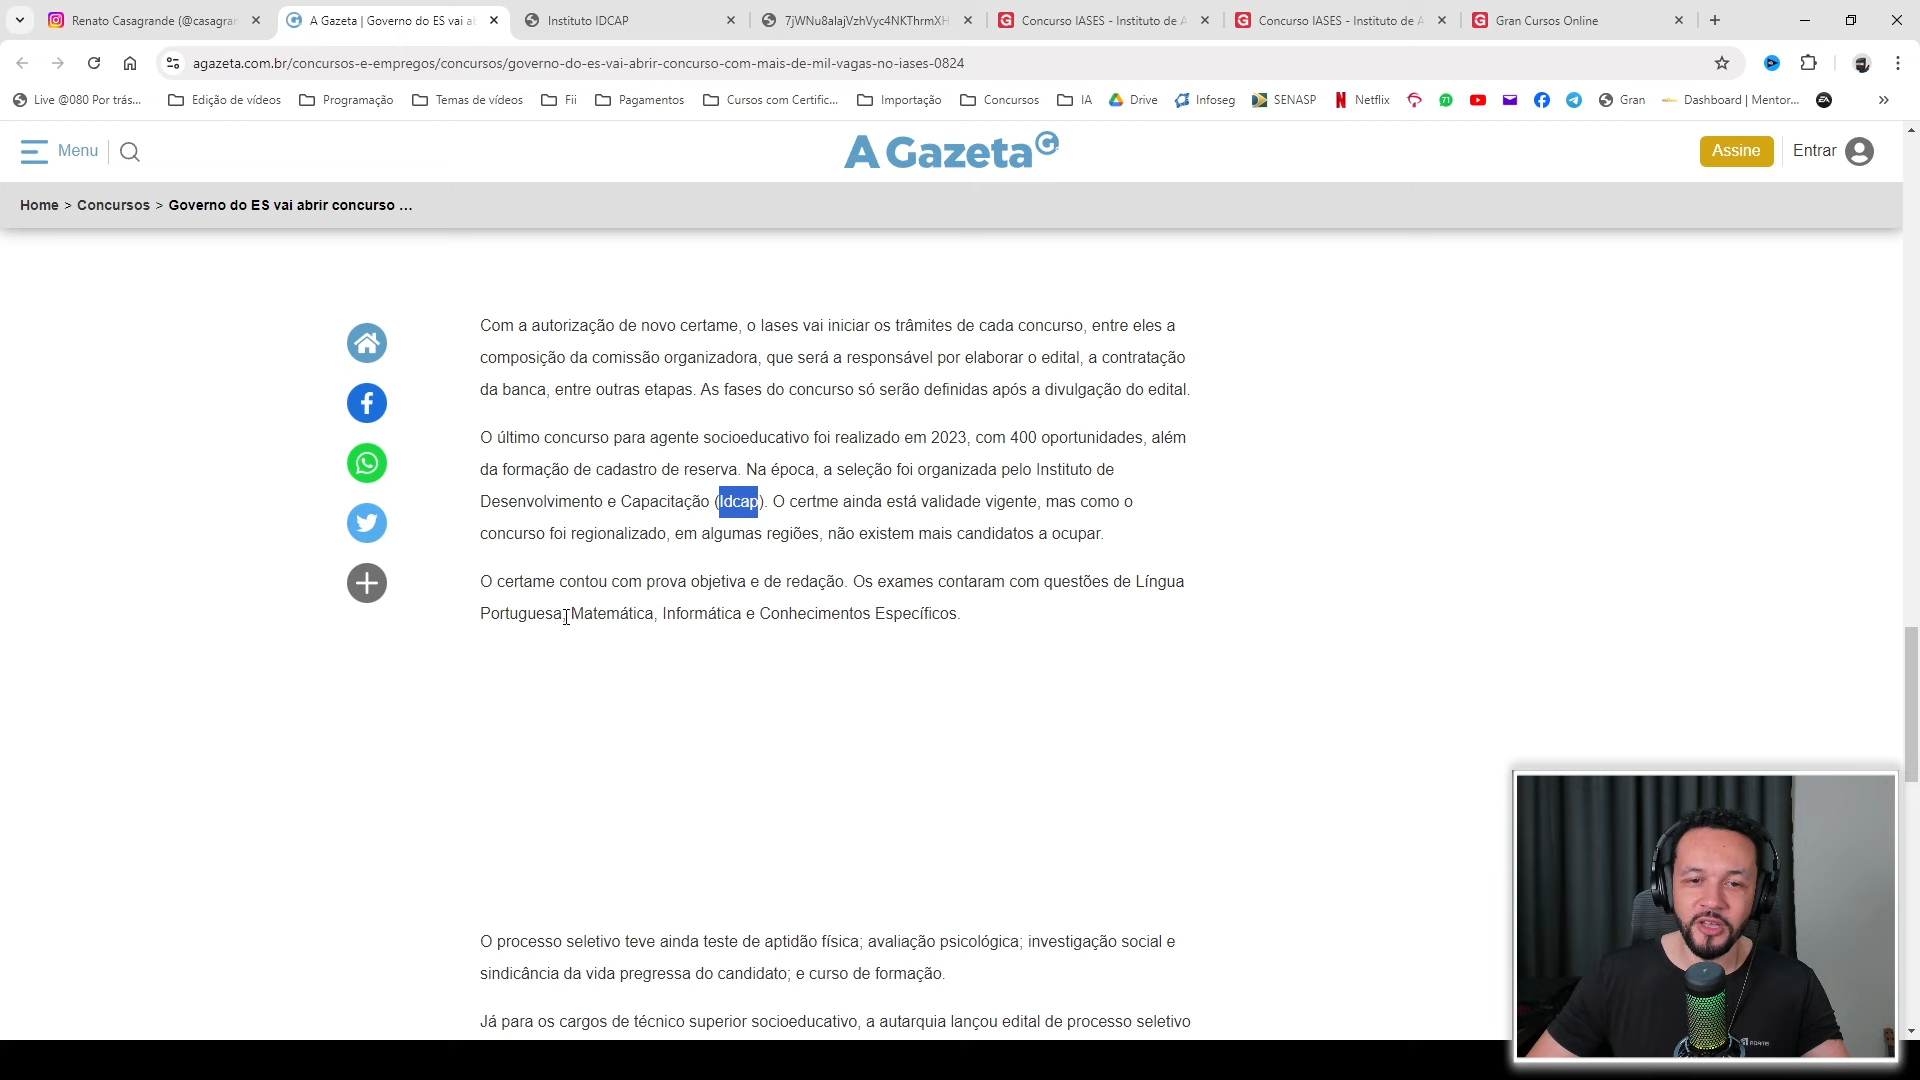 Renato Casagrande (@casagran
A Gazeta | Governo do ES vai ab
Instituto IDCAP
Concurso IASES - Instituto de A
Concurso IASES - Instituto de A
Gran Cursos Online
agazeta.com.br/concursos-e-empregos/concursos/governo-do-es-vai-abrir-concurso-com-mais-de-mil-vagas-no-iases-0824
Live @080 Por trás...
Edição de vídeos
Programação
Temas de vídeos
Fii
Pagamentos
Cursos com Certific...
Importação
Concursos
IA
Drive
Infoseg
SENASP
Netflix
Gran
Dashboard | Mentor...
Menu
A Gazeta
Assine
Entrar
Home > Concursos > Governo do ES vai abrir concurso ...
Com a autorização de novo certame, o Iases vai iniciar os trâmites de cada concurso, entre eles a
composição da comissão organizadora, que será a responsável por elaborar o edital, a contratação
da banca, entre outras etapas. As fases do concurso só serão definidas após a divulgação do edital.
O último concurso para agente socioeducativo foi realizado em 2023, com 400 oportunidades, além
da formação de cadastro de reserva. Na época, a seleção foi organizada pelo Instituto de
Desenvolvimento e Capacitação (Idcap). O certme ainda está validade vigente, mas como o
concurso foi regionalizado, em algumas regiões, não existem mais candidatos a ocupar.
O certame contou com prova objetiva e de redação. Os exames contaram com questões de Língua
Portuguesa, Matemática, Informática e Conhecimentos Específicos.
O processo seletivo teve ainda teste de aptidão física; avaliação psicológica; investigação social e
sindicância da vida pregressa do candidato; e curso de formação.
Já para os cargos de técnico superior socioeducativo, a autarquia lançou edital de processo seletivo